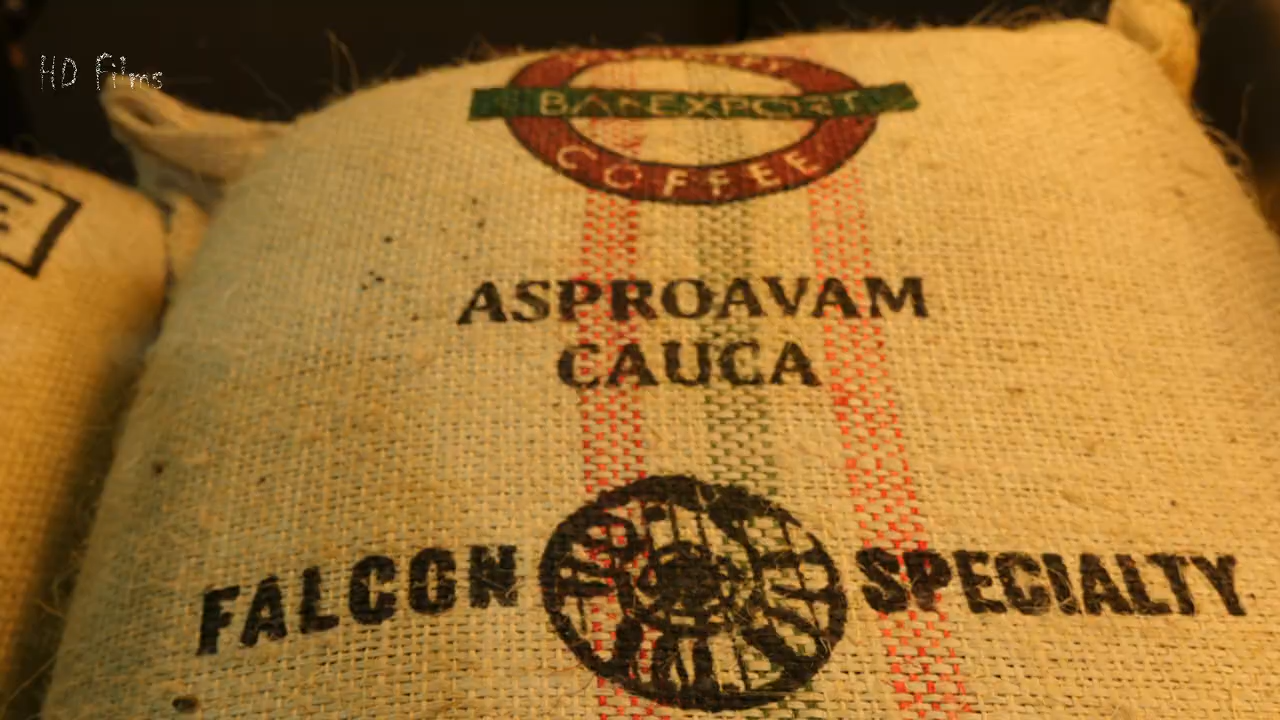 HD Films
BANEXPORT
COFFEE
ASPROAVAM
CAUCA
FALCON SPECIALTY